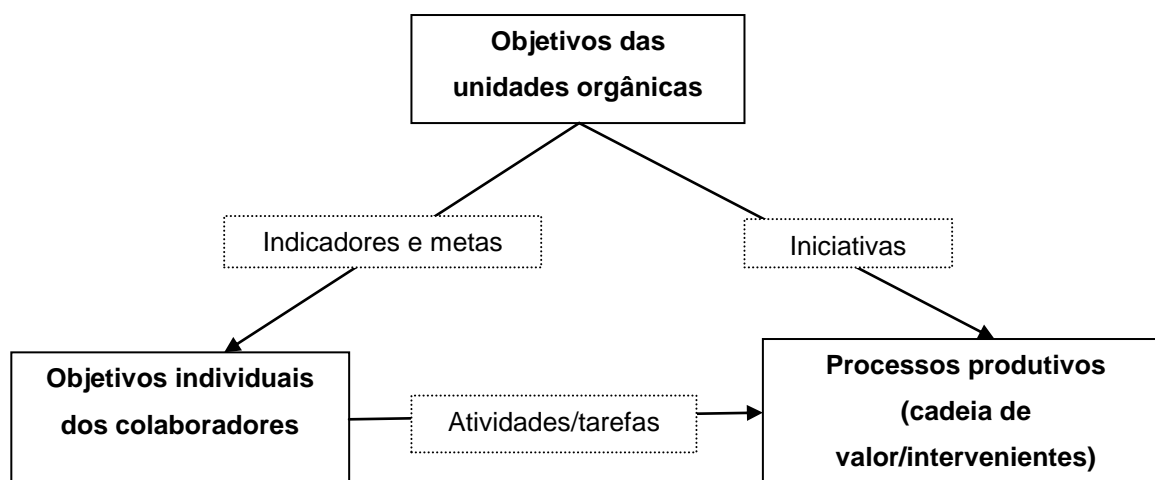 Objetivos das
unidades orgânicas
Indicadores e metas
Iniciativas
Objetivos individuais
dos colaboradores
Atividades/tarefas
Processos produtivos
(cadeia de
valor/intervenientes)